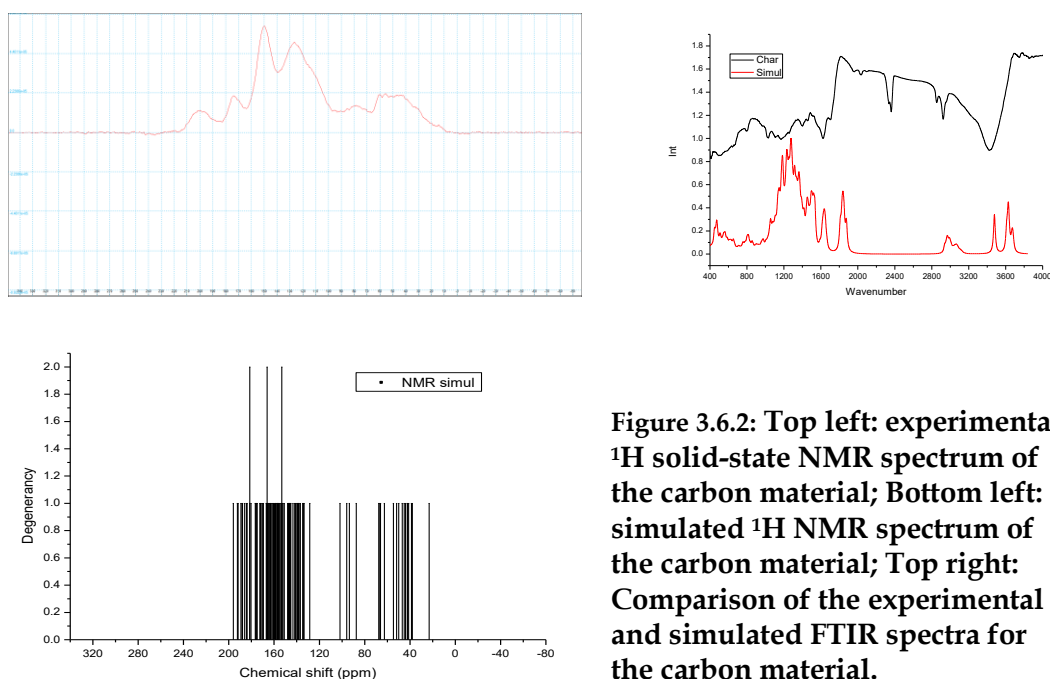 1.8
1.6
1.4
1.2
1.0
0.8
0.6
0.4
0.2
0.0
Int
Char
Simul
400 800 1200 1600 2000 2400 2800 3200 3600 4000
Wavenumber
2.0
1.8
1.6
1.4
1.2
1.0
0.8
0.6
0.4
0.2
0.0
Degenerancy
NMR simul
320 280 240 200 160 120 80 40 0 -40 -80
Chemical shift (ppm)
Figure 3.6.2: Top left: experimenta
¹H solid-state NMR spectrum of
the carbon material; Bottom left:
simulated ¹H NMR spectrum of
the carbon material; Top right:
Comparison of the experimental
and simulated FTIR spectra for
the carbon material.